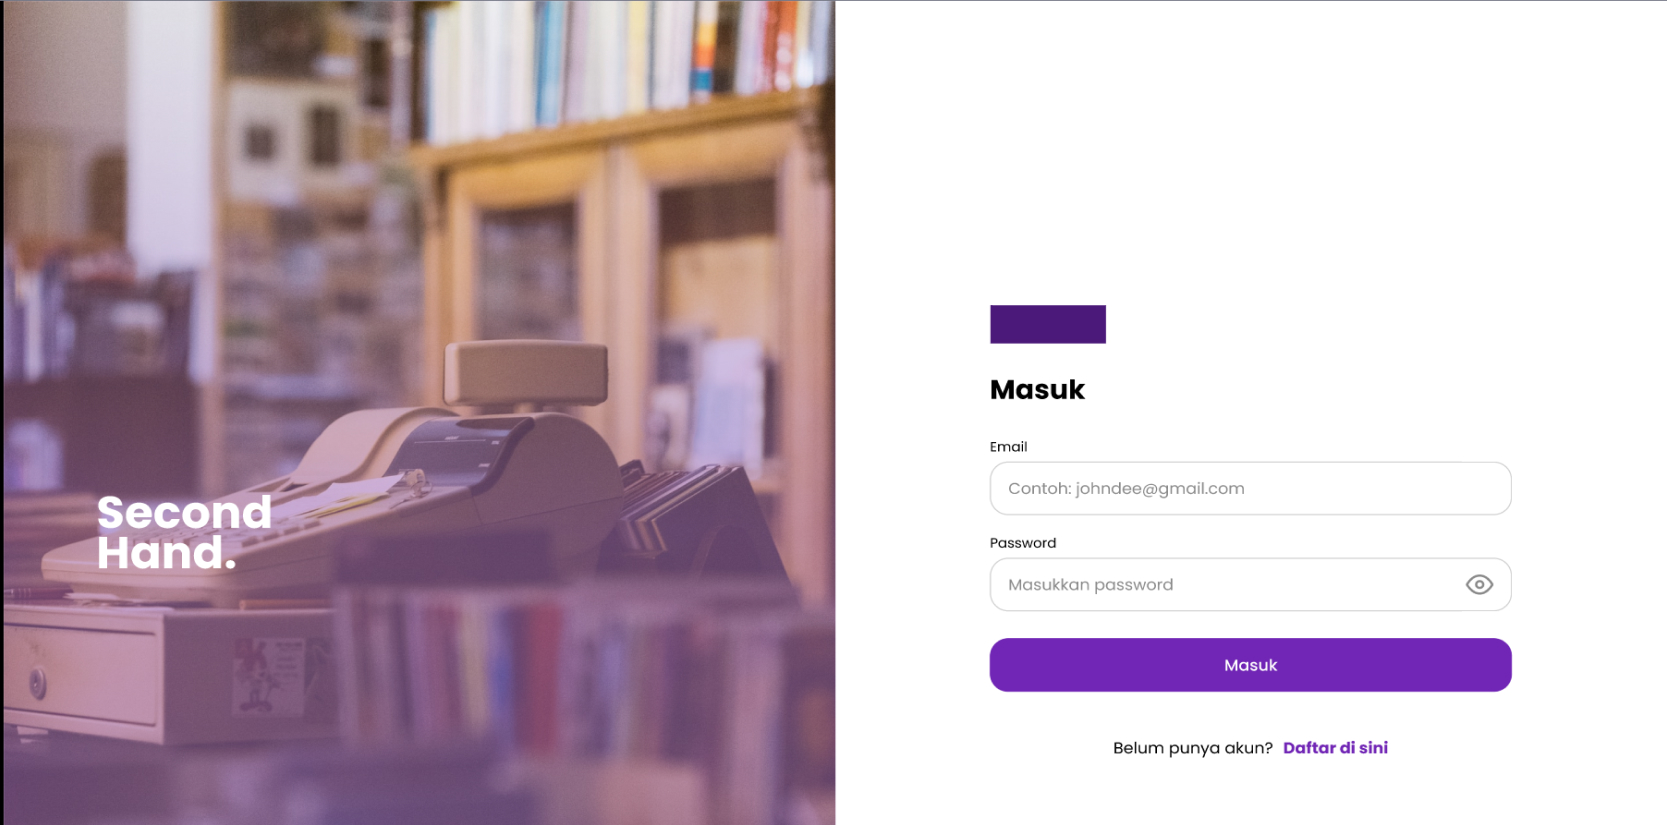 Second
Hand.
Masuk
Email
Contoh: johndee@gmail.com
Password
Masukkan password
Masuk
Belum punya akun? Daftar di sini